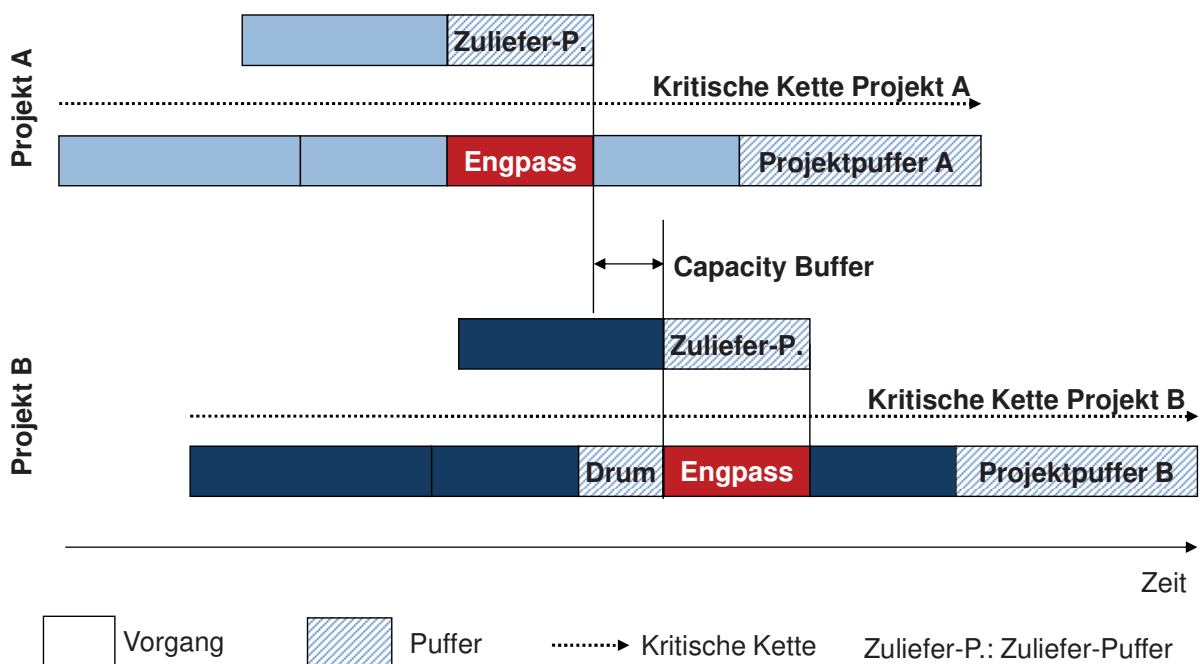 Projekt A
Zuliefer-P.
Kritische Kette Projekt A
Engpass
Projektpuffer A
Capacity Buffer
Projekt B
Zuliefer-P.
Kritische Kette Projekt B
Drum
Engpass
Projektpuffer B
Zeit
Vorgang
Puffer
Kritische Kette
Zuliefer-P.: Zuliefer-Puffer